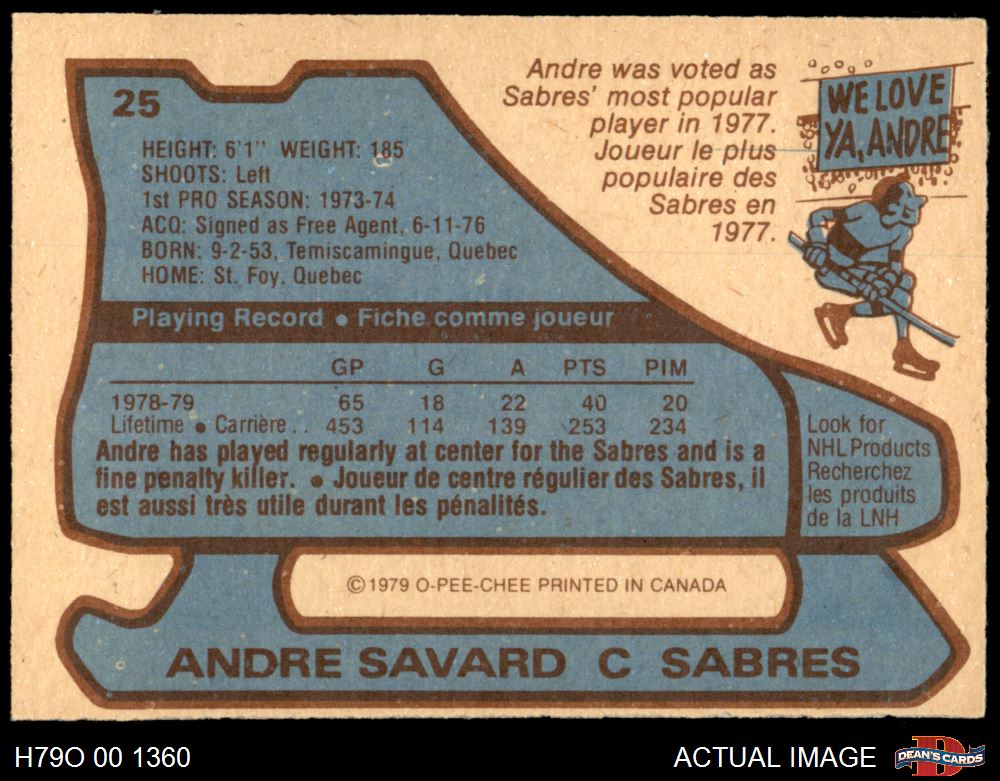 25
HEIGHT: 6'1" WEIGHT: 185
SHOOTS: Left
1st PRO SEASON: 1973-74
ACQ: Signed as Free Agent, 6-11-76
BORN: 9-2-53, Temiscamingue, Quebec
HOME: St. Foy, Quebec
Andre was voted as
Sabres' most popular
player in 1977.
Joueur le plus
populaire des
Sabres en
1977.
WE LOVE
YA, ANDRE
Playing Record • Fiche comme joueur
GP G A PTS PIM
1978-79 65 18 22 40 20
Lifetime • Carrière . . 453 114 139 253 234
Andre has played regularly at center for the Sabres and is a
fine penalty killer. • Joueur de centre régulier des Sabres, il
est aussi très utile durant les pénalités.
Look for
NHL Products
Recherchez
les produits
de la LNH
©1979 O-PEE-CHEE PRINTED IN CANADA
ANDRE SAVARD C SABRES
H79O 00 1360
ACTUAL IMAGE
D
DEAN'S CARDS